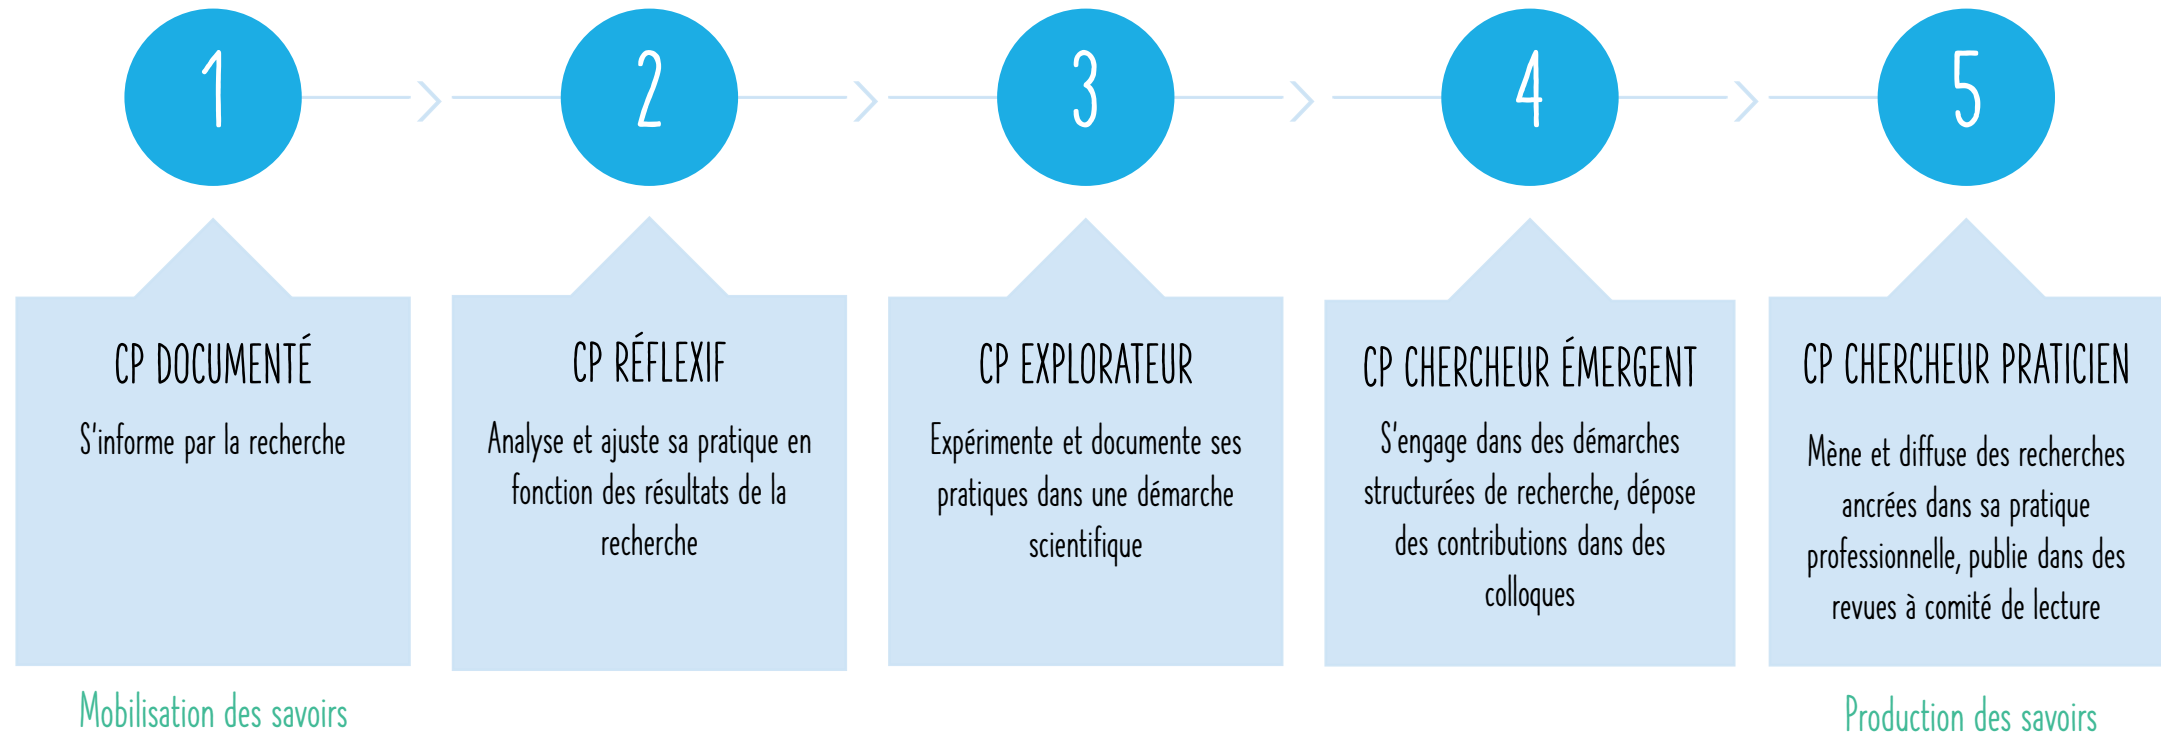 1
2
3
4
5
CP DOCUMENTÉ
S'informe par la recherche
CP RÉFLEXIF
Analyse et ajuste sa pratique en
fonction des résultats de la
recherche
CP EXPLORATEUR
Expérimente et documente ses
pratiques dans une démarche
scientifique
CP CHERCHEUR ÉMERGENT
S'engage dans des démarches
structurées de recherche, dépose
des contributions dans des
colloques
CP CHERCHEUR PRATICIEN
Mène et diffuse des recherches
ancrées dans sa pratique
professionnelle, publie dans des
revues à comité de lecture
Mobilisation des savoirs
Production des savoirs